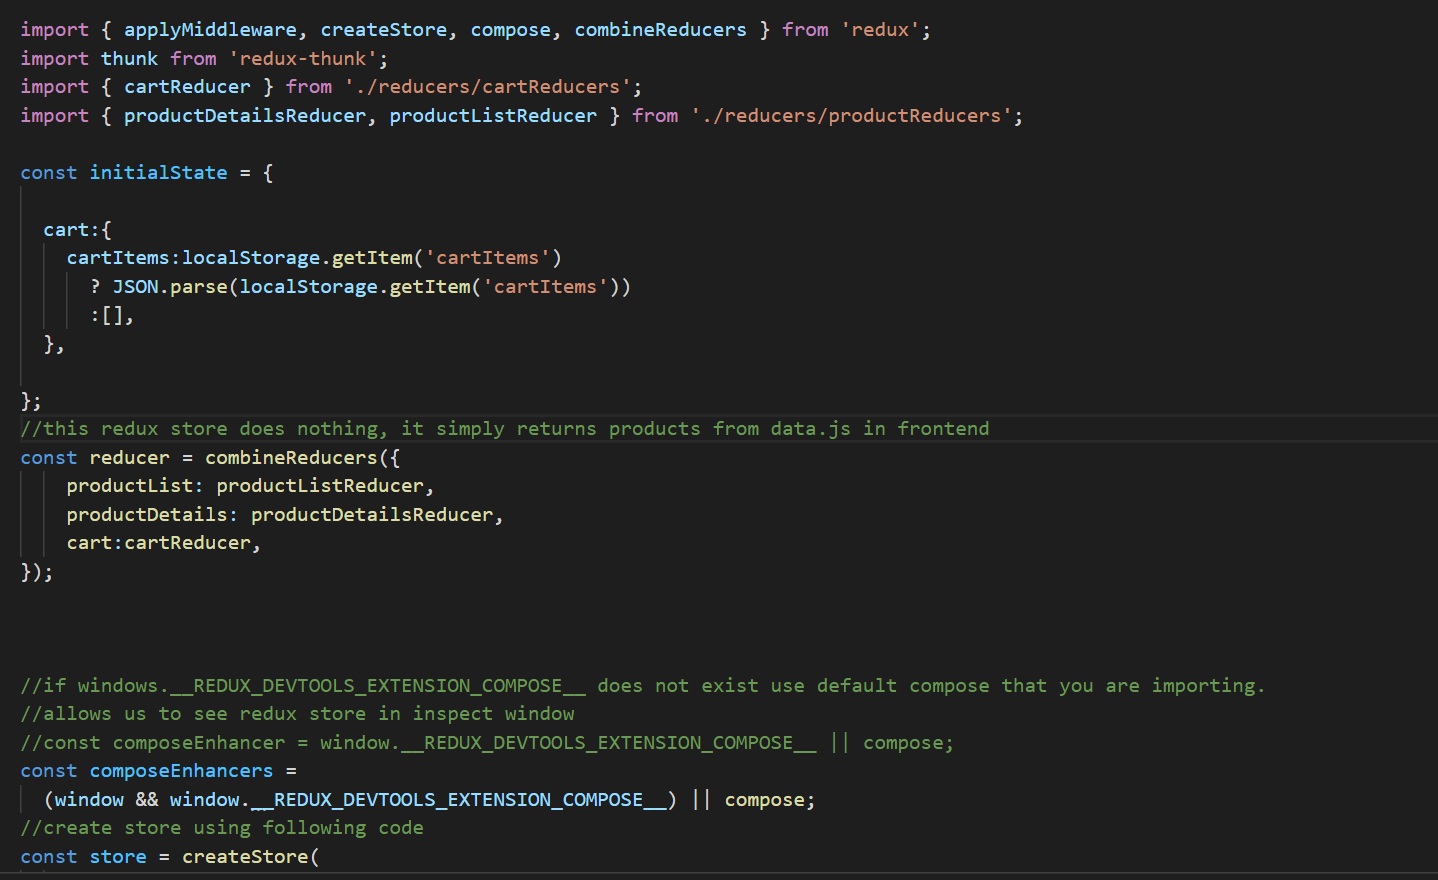 import { applyMiddleware, createStore, compose, combineReducers } from 'redux';
import thunk from 'redux-thunk';
import { cartReducer } from './reducers/cartReducers';
import { productDetailsReducer, productListReducer } from './reducers/productReducers';
const initialState = {
cart:{
cartItems:localStorage.getItem('cartItems')
? JSON.parse(localStorage.getItem('cartItems'))
:[],
},
};
//this redux store does nothing, it simply returns products from data.js in frontend
const reducer = combineReducers({
productList: productListReducer,
productDetails: productDetailsReducer,
cart:cartReducer,
});
//if windows.__REDUX_DEVTOOLS_EXTENSION_COMPOSE__ does not exist use default compose that you are importing.
//allows us to see redux store in inspect window
//const composeEnhancer = window.__REDUX_DEVTOOLS_EXTENSION_COMPOSE__ || compose;
const composeEnhancers =
(window && window.__REDUX_DEVTOOLS_EXTENSION_COMPOSE__) || compose;
//create store using following code
const store = createStore(